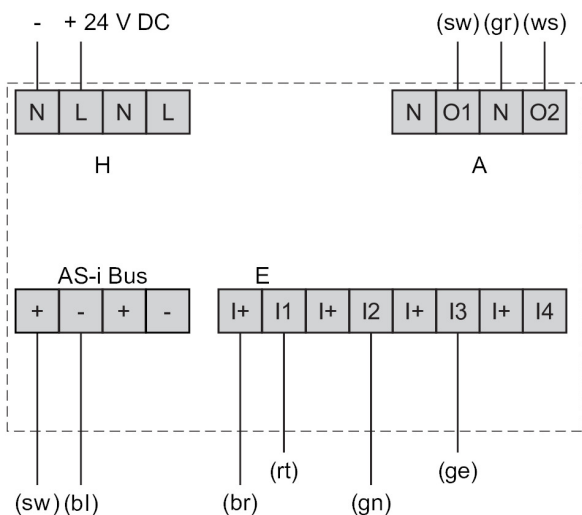 - + 24 V DC (sw) (gr) (ws)
N L N L N O1 N O2
H A
AS-i Bus E
+ - + - I+ I1 I+ I2 I+ I3 I+ I4
(rt) (ge)
(sw) (bl) (br) (gn)